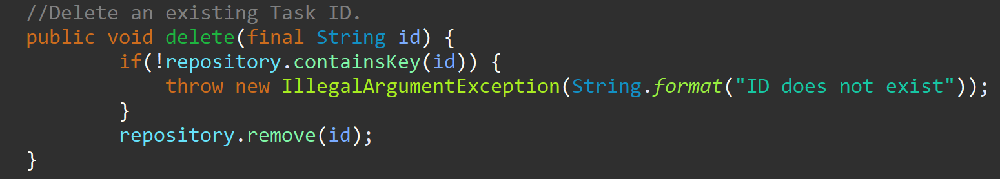 //Delete an existing Task ID.
public void delete(final String id) {
        if(!repository.containsKey(id)) {
            throw new IllegalArgumentException(String.format("ID does not exist"));
        }
        repository.remove(id);
}